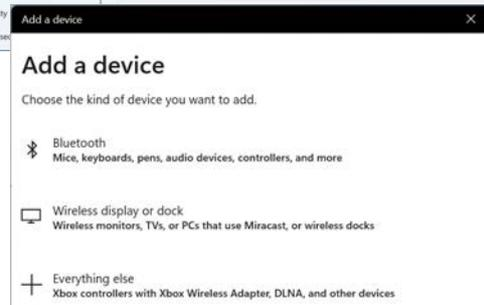 ty
Add a device
sec
Add a device
Choose the kind of device you want to add.
Bluetooth
Mice, keyboards, pens, audio devices, controllers, and more
Wireless display or dock
Wireless monitors, TVs, or PCs that use Miracast, or wireless docks
Everything else
Xbox controllers with Xbox Wireless Adapter, DLNA, and other devices